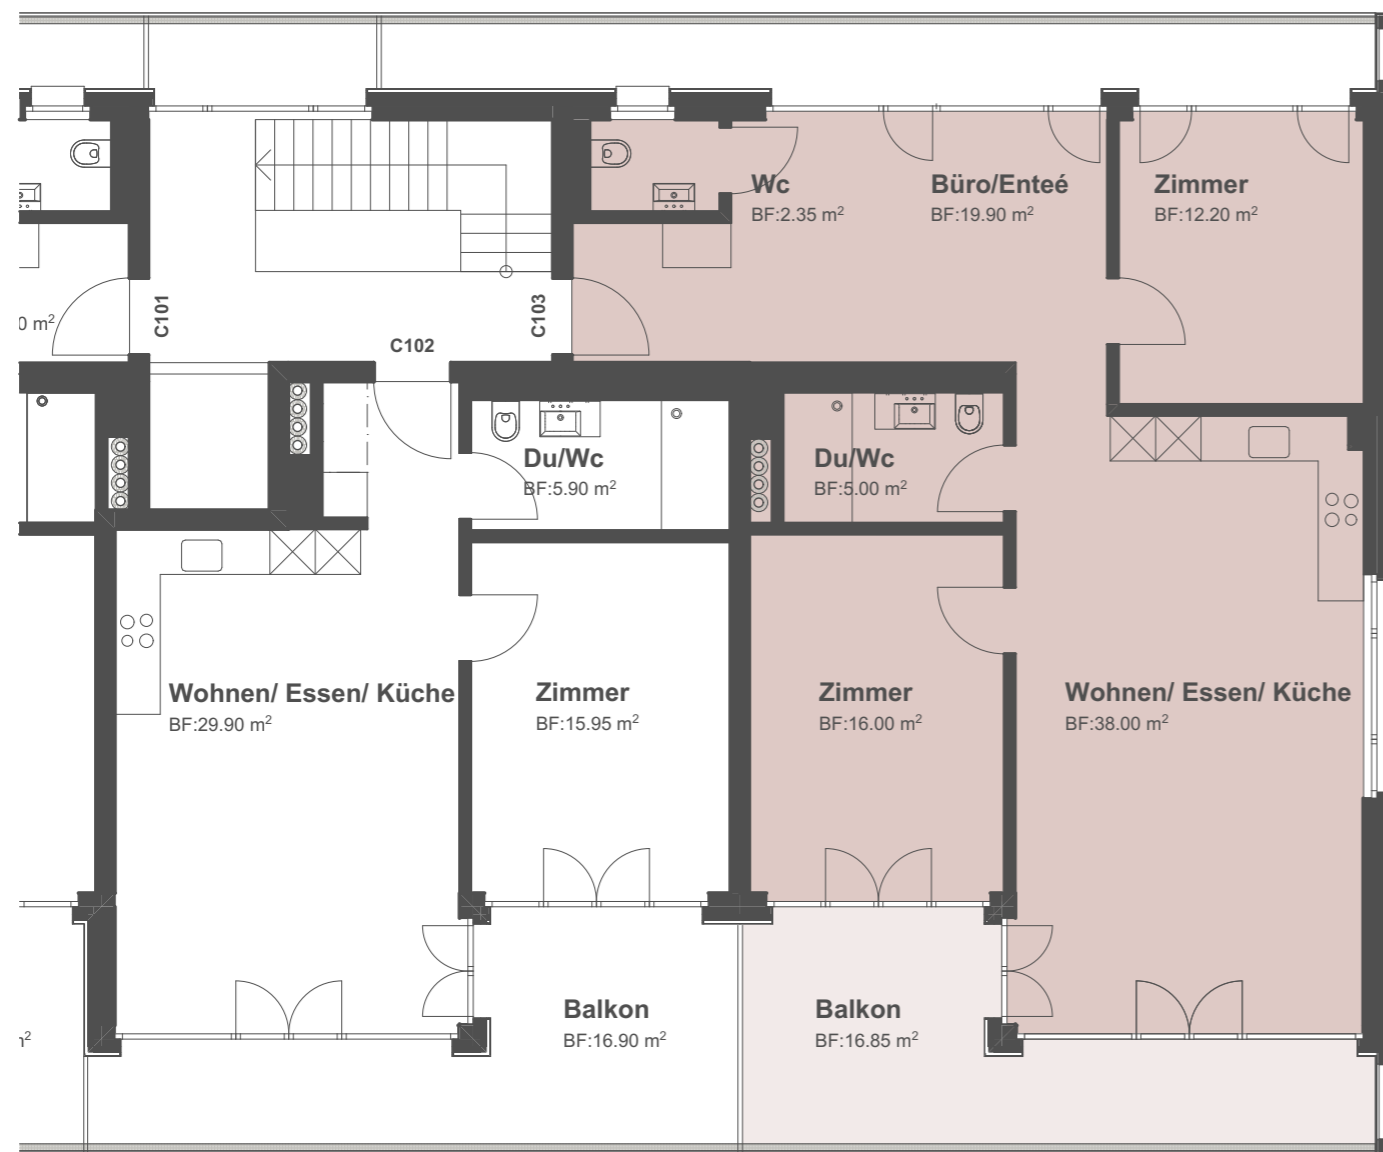 Wc
BF:2.35 m²
Büro/Enteé
BF:19.90 m²
Zimmer
BF:12.20 m²
C101
0 m²
C102
C103
Du/Wc
BF:5.90 m²
Du/Wc
BF:5.00 m²
Wohnen/ Essen/ Küche
BF:29.90 m²
Zimmer
BF:15.95 m²
Zimmer
BF:16.00 m²
Wohnen/ Essen/ Küche
BF:38.00 m²
Balkon
BF:16.90 m²
Balkon
BF:16.85 m²